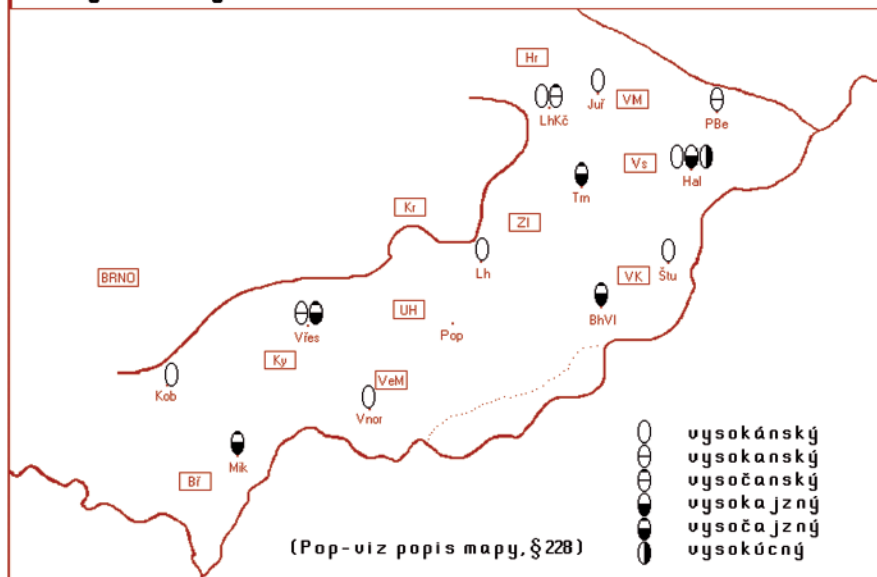 Hr
Juř
VM
LhKč
PBe
Vs
Hal
Trn
Kr
Zl
Lh
BRNO
VK
Štu
BhVl
UH
Vřes
Pop
Ky
VeM
Kob
Vnor
Mik
Bř
vysokánský
vysokanský
vysočanský
vysokajzný
vysočajzný
vysokúcný
(Pop-viz popis mapy, § 228)